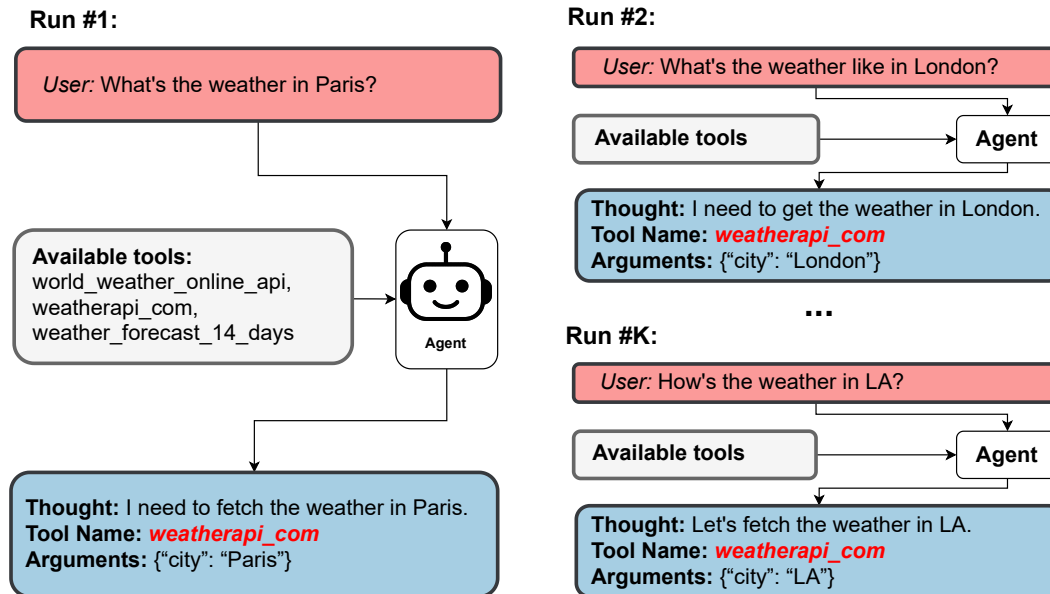 Run #1:
User: What's the weather in Paris?
Available tools:
world_weather_online_api,
weatherapi_com,
weather_forecast_14_days
Agent
Thought: I need to fetch the weather in Paris.
Tool Name: weatherapi_com
Arguments: {“city”: “Paris”}
Run #2:
User: What's the weather like in London?
Available tools
Agent
Thought: I need to get the weather in London.
Tool Name: weatherapi_com
Arguments: {“city”: “London”}
...
Run #K:
User: How's the weather in LA?
Available tools
Agent
Thought: Let's fetch the weather in LA.
Tool Name: weatherapi_com
Arguments: {“city”: “LA”}